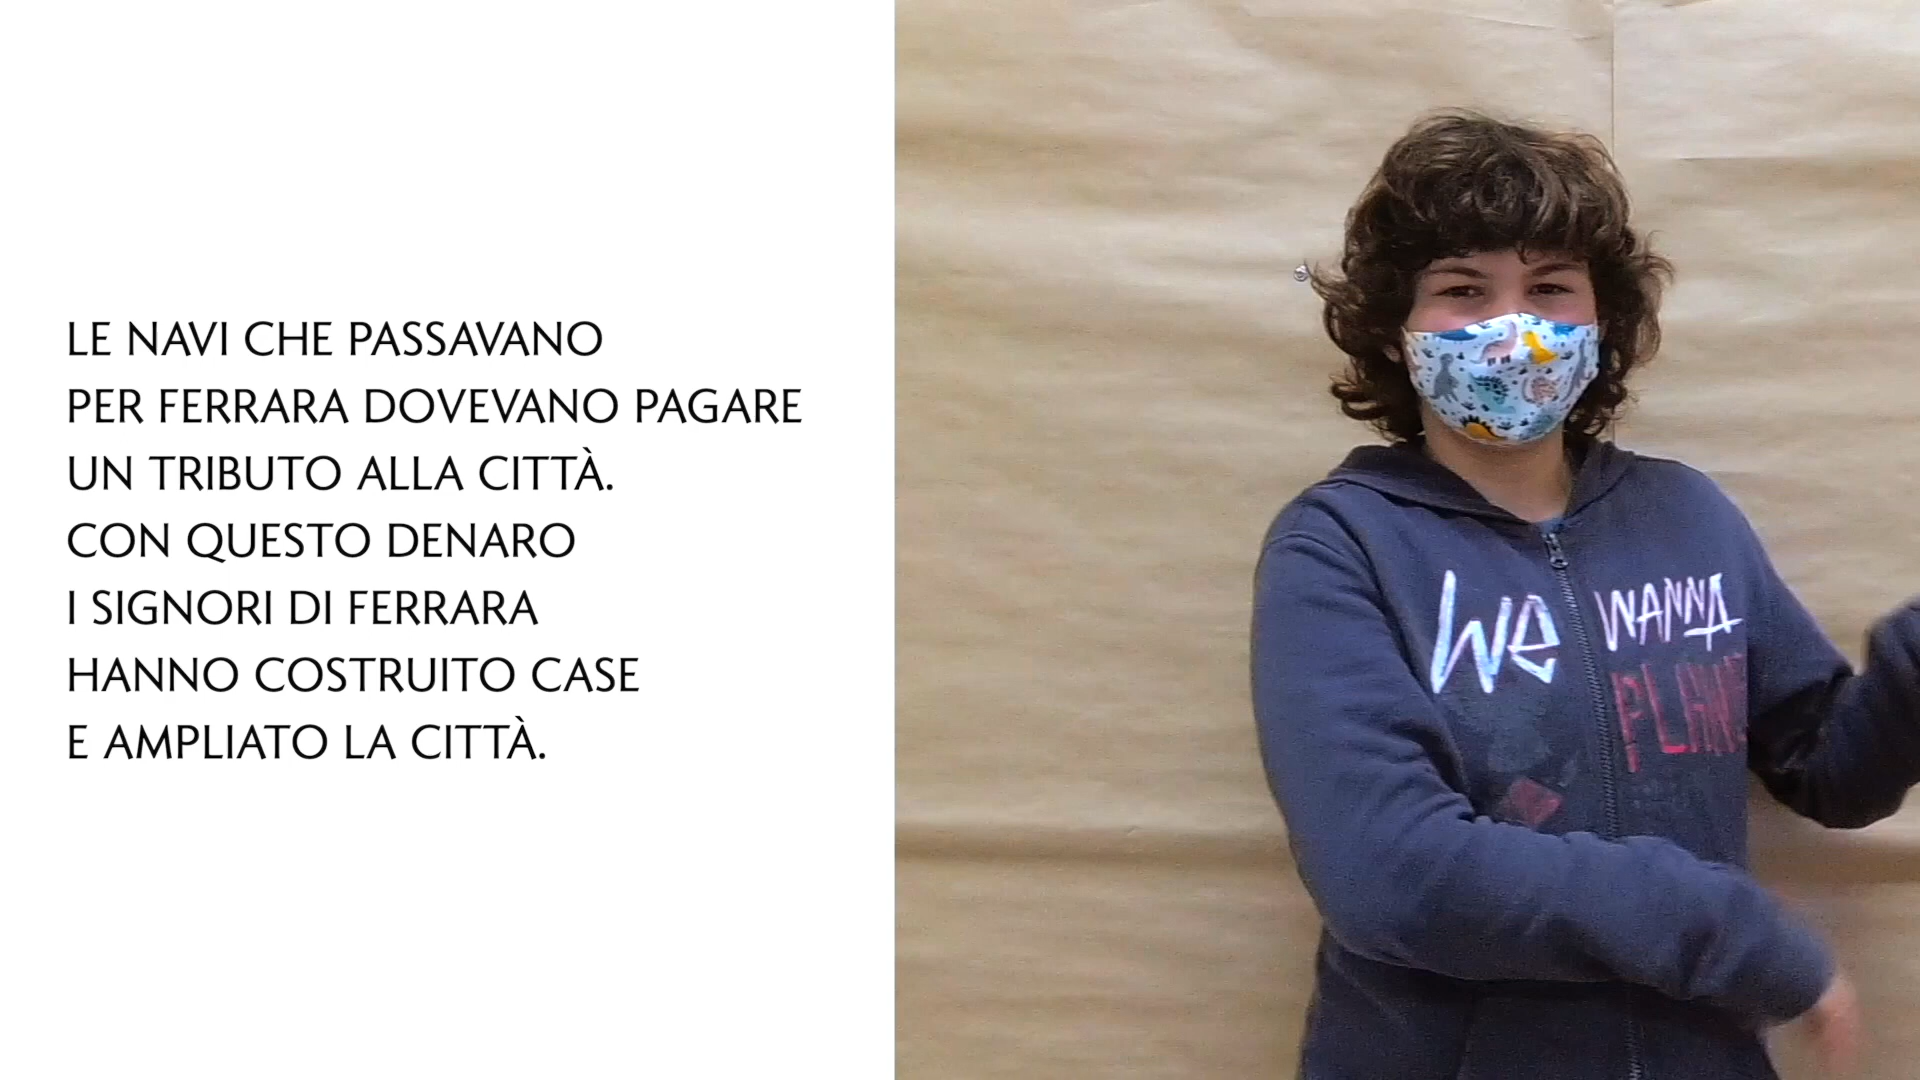 LE NAVI CHE PASSAVANO
PER FERRARA DOVEVANO PAGARE
UN TRIBUTO ALLA CITTÀ.
CON QUESTO DENARO
I SIGNORI DI FERRARA
HANNO COSTRUITO CASE
E AMPLIATO LA CITTÀ.
We WANNA